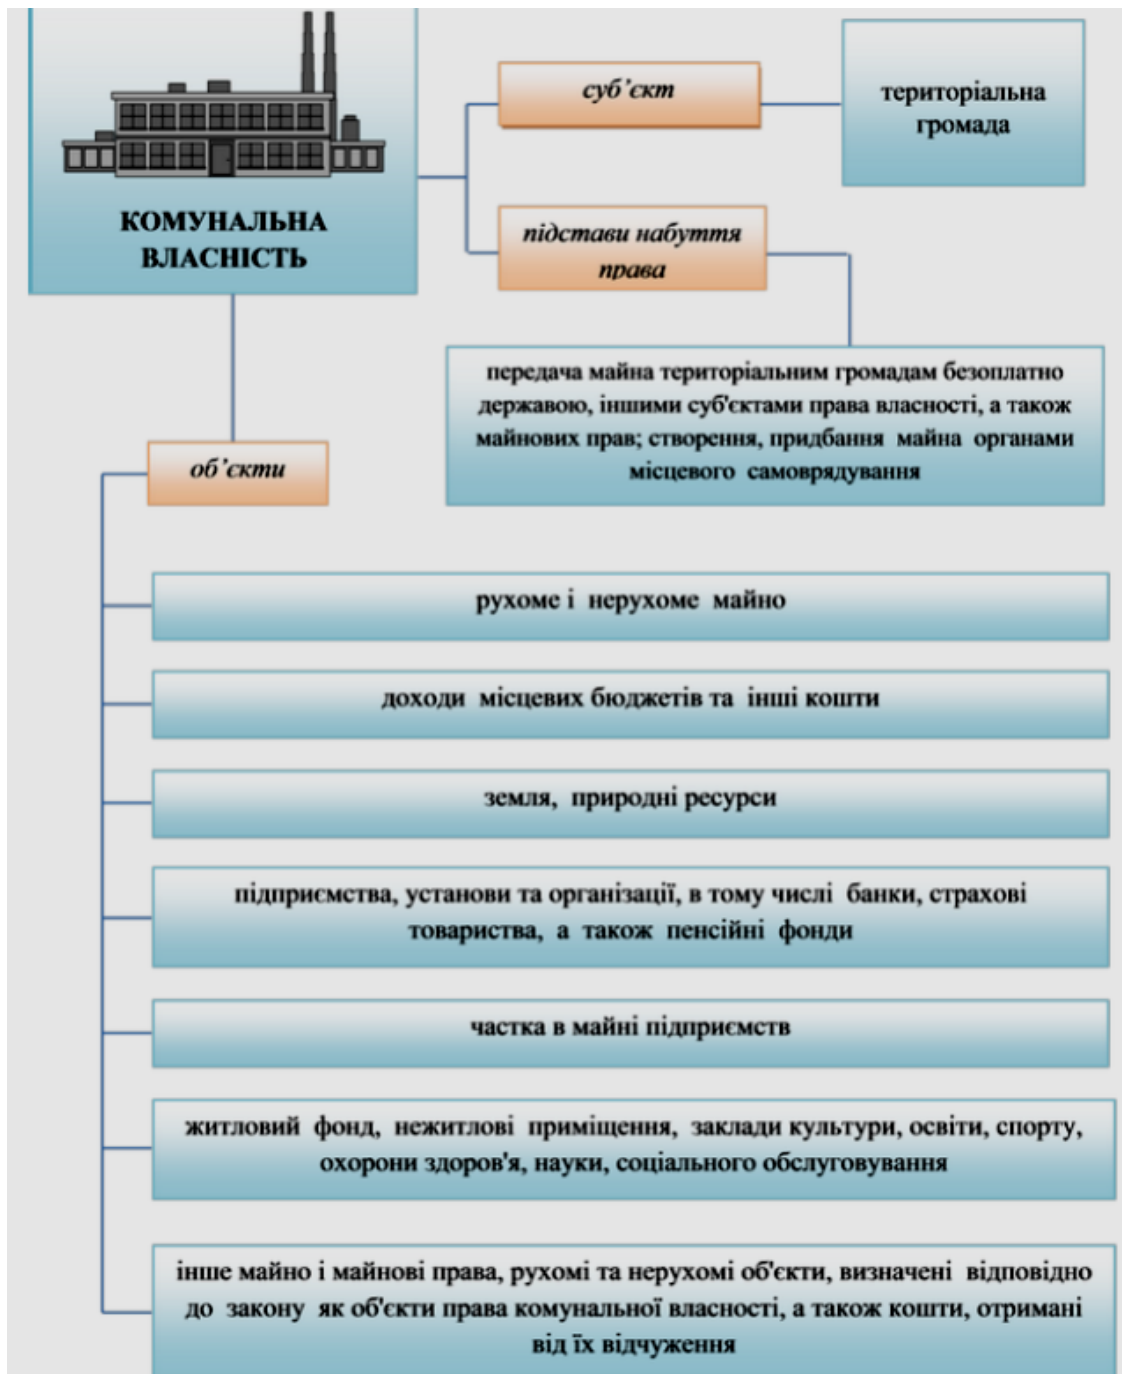 суб’єкт
територіальна
громада
КОМУНАЛЬНА
ВЛАСНІСТЬ
підстави набуття
права
передача майна територіальним громадам безоплатно
державою, іншими суб'єктами права власності, а також
майнових прав; створення, придбання майна органами
місцевого самоврядування
об’єкти
рухоме і нерухоме майно
доходи місцевих бюджетів та інші кошти
земля, природні ресурси
підприємства, установи та організації, в тому числі банки, страхові
товариства, а також пенсійні фонди
частка в майні підприємств
житловий фонд, нежитлові приміщення, заклади культури, освіти, спорту,
охорони здоров'я, науки, соціального обслуговування
інше майно і майнові права, рухомі та нерухомі об'єкти, визначені відповідно
до закону як об'єкти права комунальної власності, а також кошти, отримані
від їх відчуження